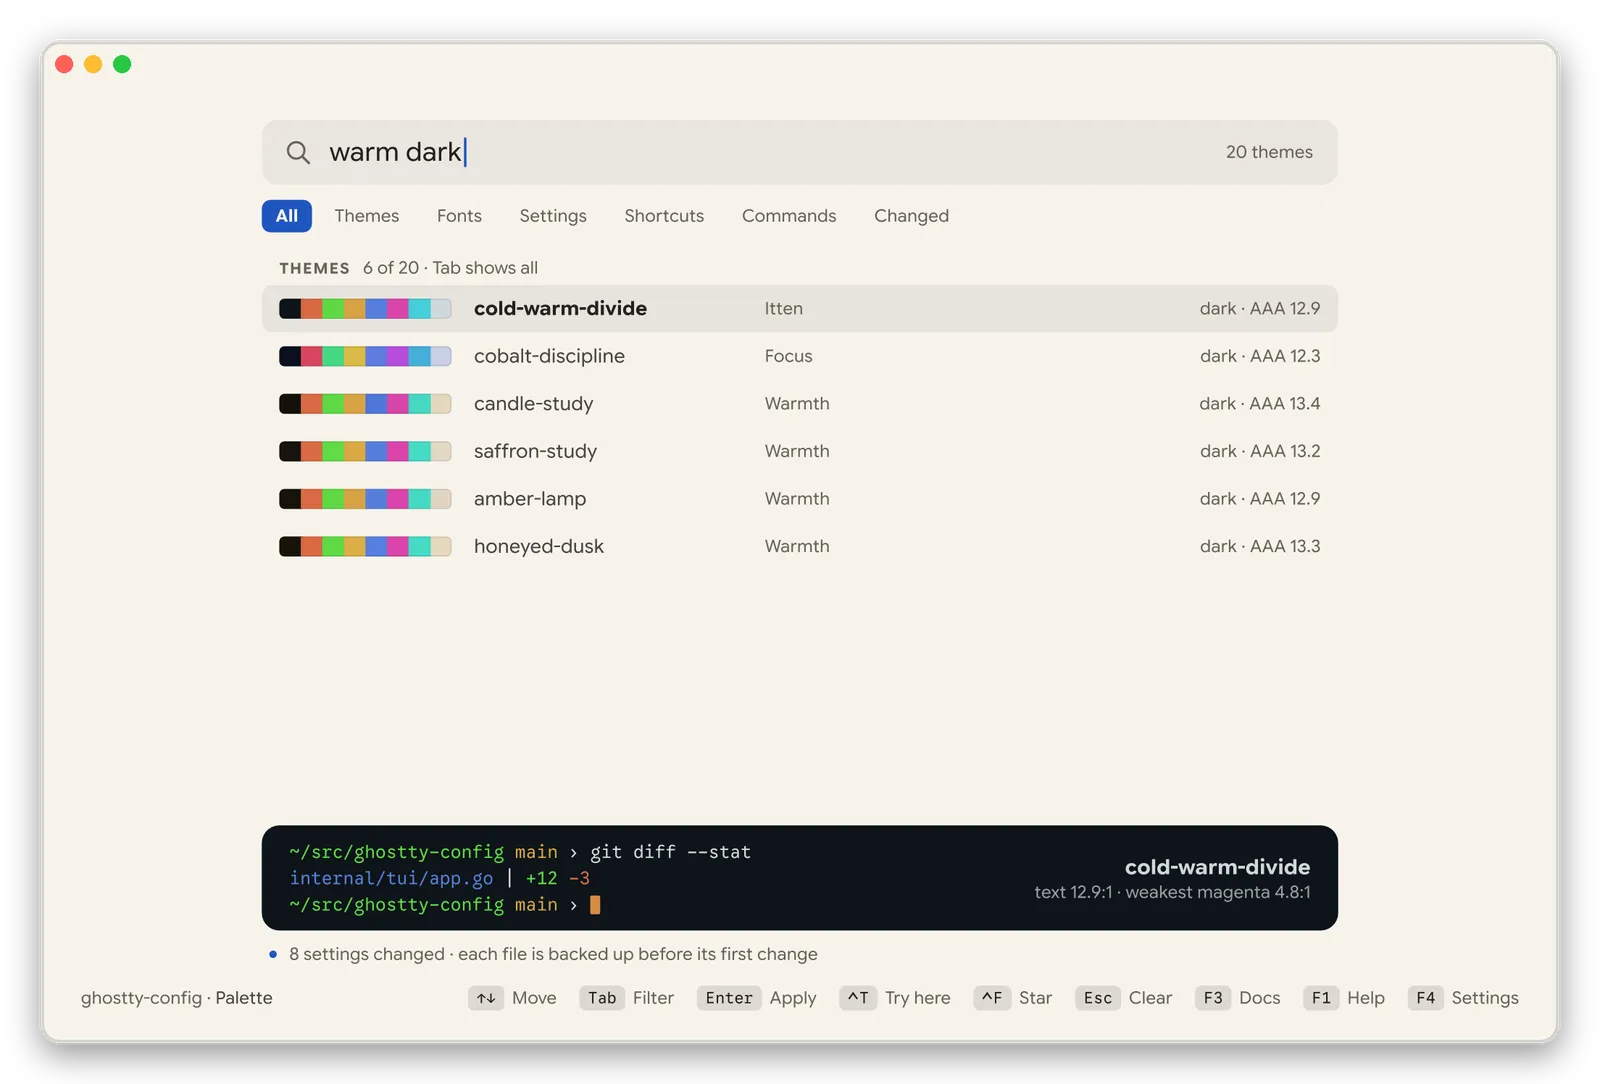 warm dark 20 themes
All Themes Fonts Settings Shortcuts Commands Changed
THEMES 6 of 20 · Tab shows all
cold-warm-divide Itten dark · AAA 12.9
cobalt-discipline Focus dark · AAA 12.3
candle-study Warmth dark · AAA 13.4
saffron-study Warmth dark · AAA 13.2
amber-lamp Warmth dark · AAA 12.9
honeyed-dusk Warmth dark · AAA 13.3
~/src/ghostty-config main › git diff --stat
internal/tui/app.go | +12 −3
~/src/ghostty-config main ›
cold-warm-divide
text 12.9:1 · weakest magenta 4.8:1
8 settings changed · each file is backed up before its first change
ghostty-config · Palette ↑↓ Move Tab Filter Enter Apply ^T Try here ^F Star Esc Clear F3 Docs F1 Help F4 Settings